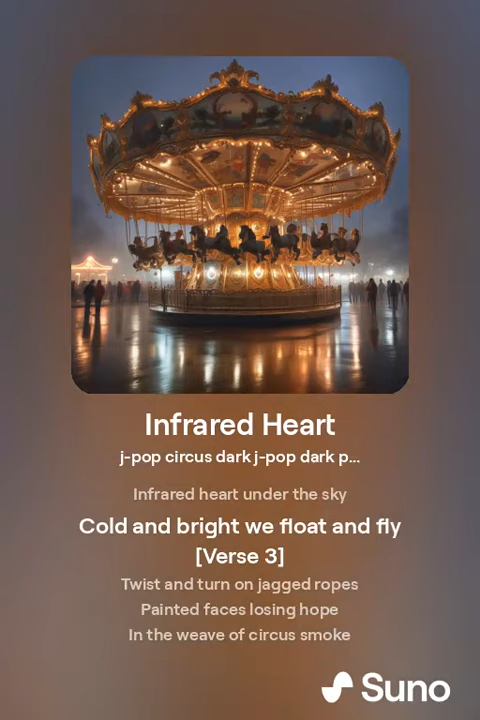 Infrared Heart
j-pop circus dark j-pop dark p...
Infrared heart under the sky
Cold and bright we float and fly
[Verse 3]
Twist and turn on jagged ropes
Painted faces losing hope
In the weave of circus smoke
Suno